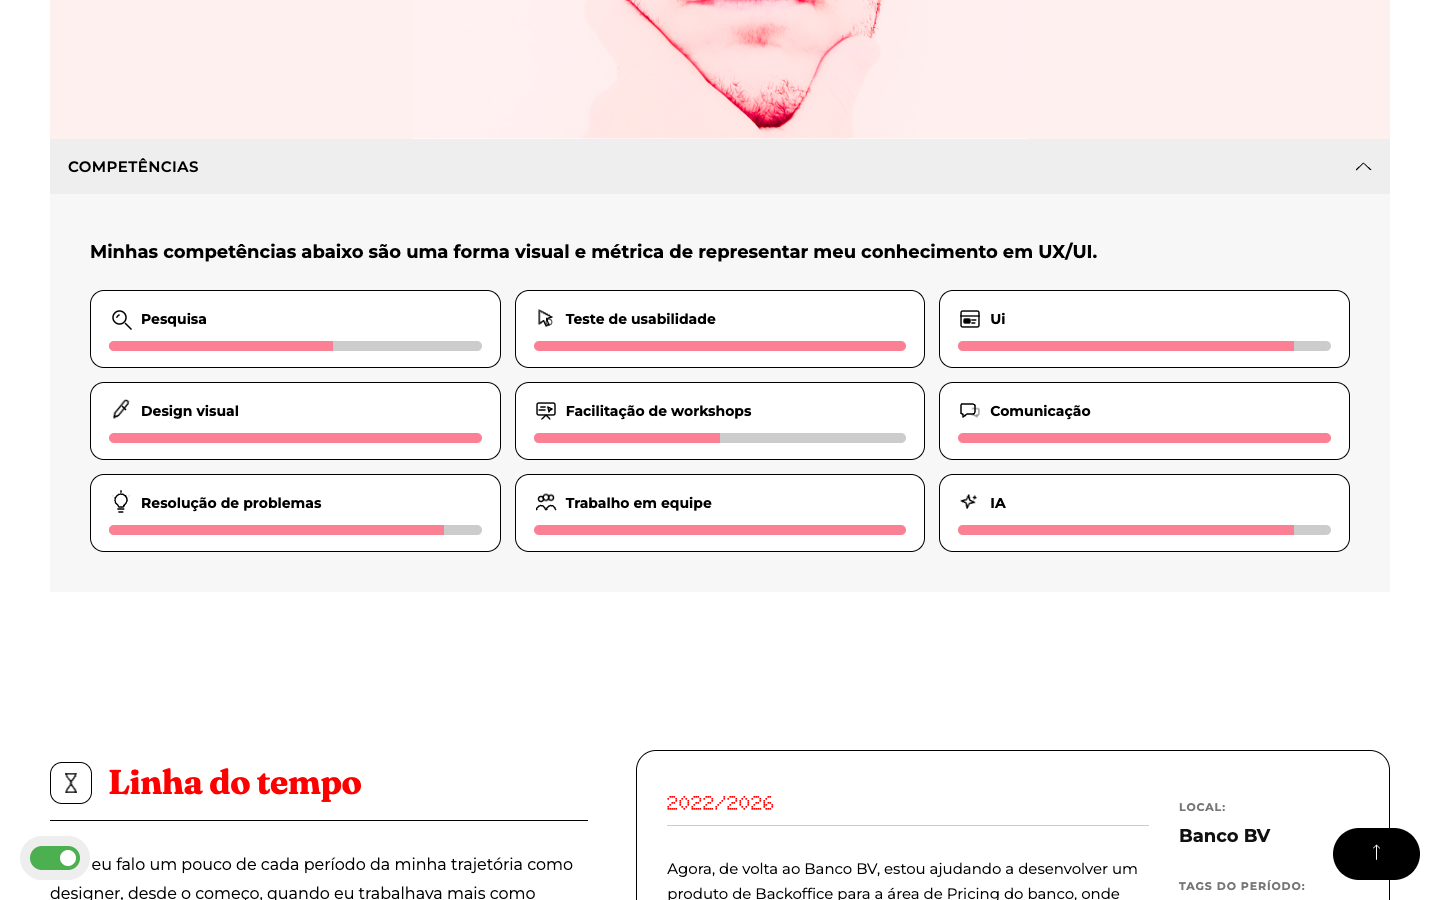 COMPETÊNCIAS
Minhas competências abaixo são uma forma visual e métrica de representar meu conhecimento em UX/UI.
Pesquisa
Teste de usabilidade
Ui
Design visual
Facilitação de workshops
Comunicação
Resolução de problemas
Trabalho em equipe
IA
Linha do tempo
eu falo um pouco de cada período da minha trajetória como
designer, desde o começo, quando eu trabalhava mais como
2022/2026
Agora, de volta ao Banco BV, estou ajudando a desenvolver um
produto de Backoffice para a área de Pricing do banco, onde
LOCAL:
Banco BV
TAGS DO PERÍODO: